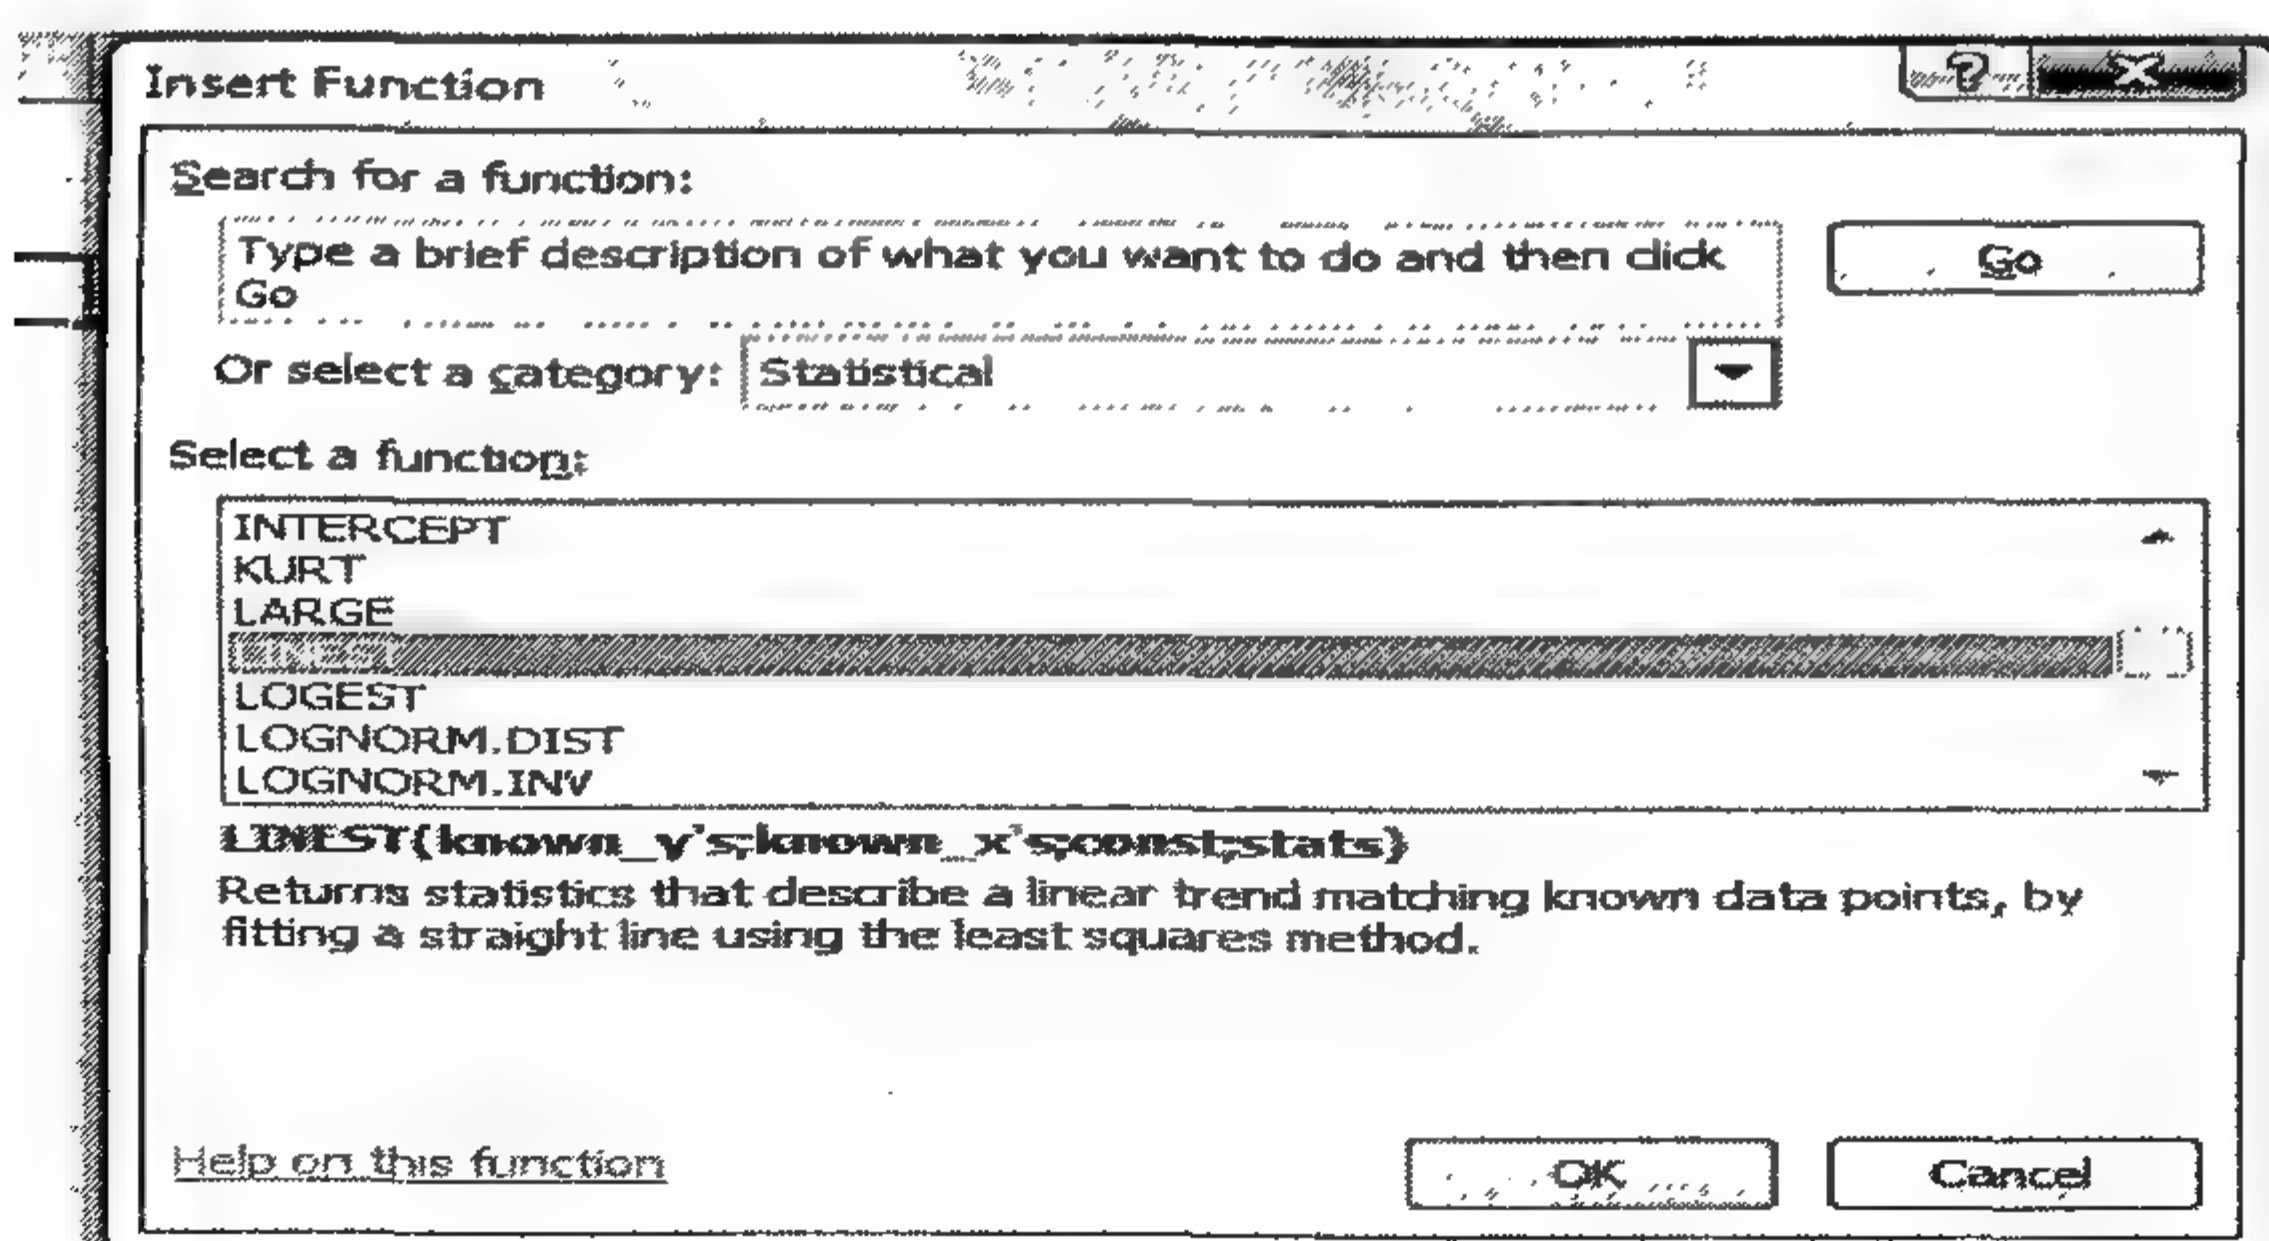 Insert Function
Search for a function:
Type a brief description of what you want to do and then click
Go
Go
Or select a category: Statistical
Select a function:
INTERCEPT
KURT
LARGE
LINEST
LOGEST
LOGNORM.DIST
LOGNORM.INV
LINEST(known_y's;known_x's;const;stats)
Returns statistics that describe a linear trend matching known data points, by
fitting a straight line using the least squares method.
Help on this function
OK Cancel